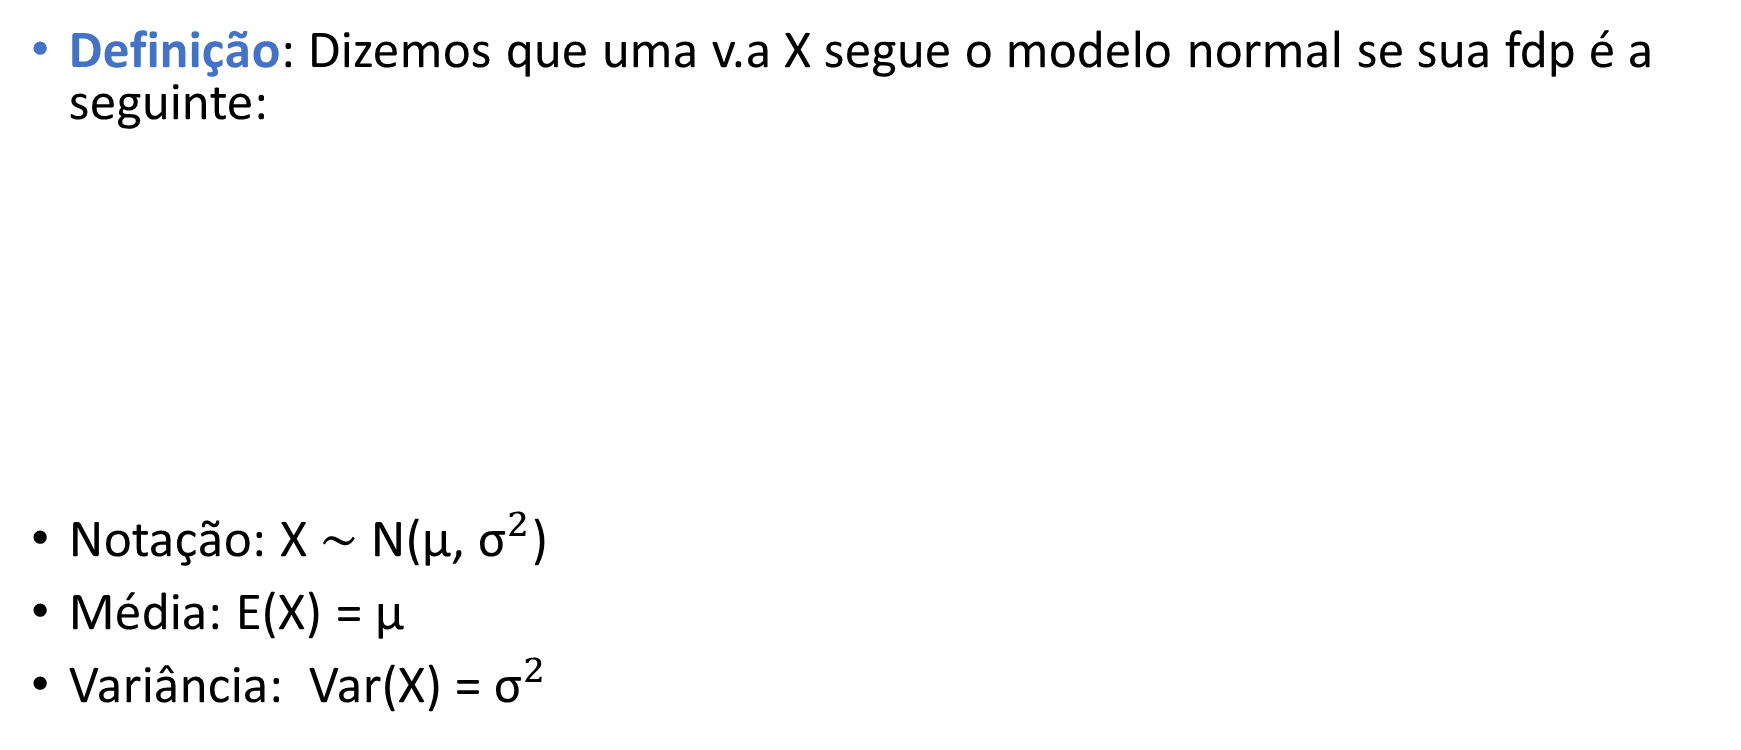 • Definição: Dizemos que uma v.a X segue o modelo normal se sua fdp é a
seguinte:
• Notação: X ~ N(μ, σ²)
• Média: E(X) = μ
• Variância: Var(X) = σ²